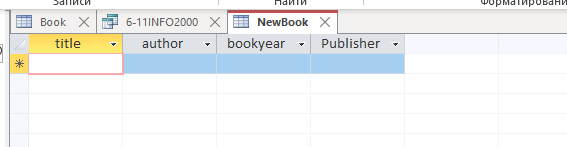 Записи
Найти
Форматировани
Book
6-11INFO2000
NewBook
title author bookyear Publisher